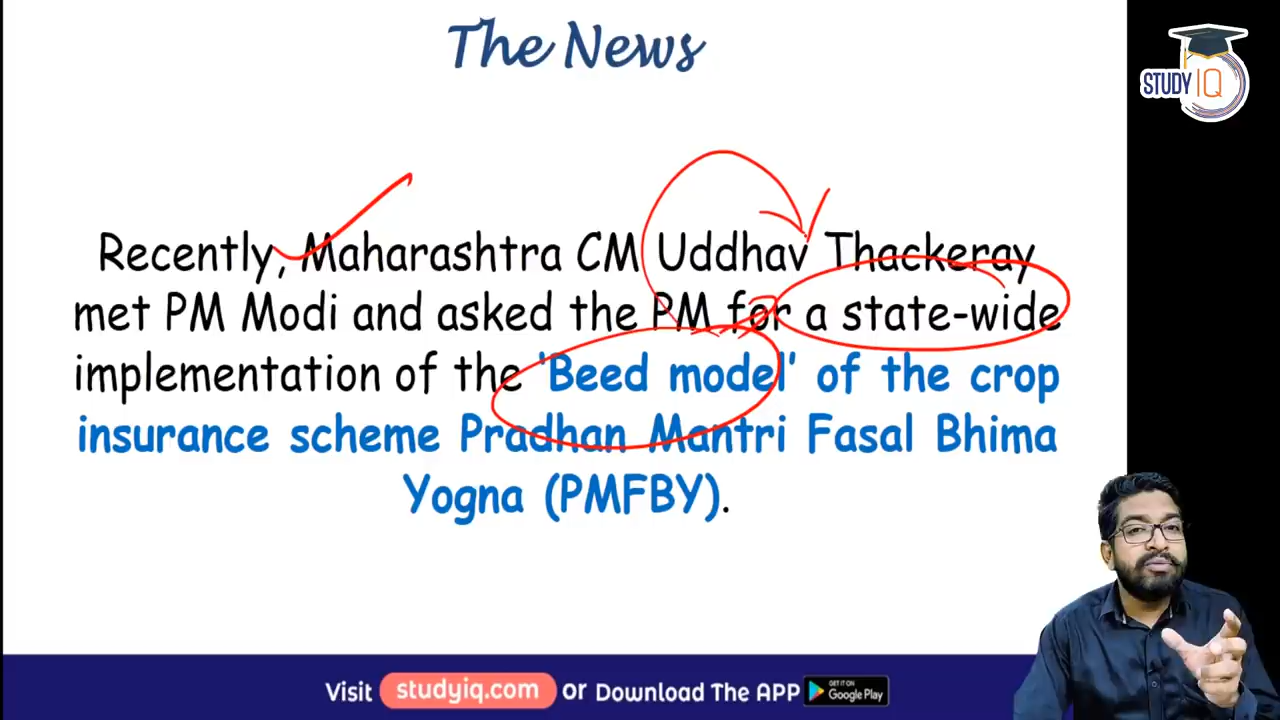 The News
STUDY IQ
Recently, Maharashtra CM Uddhav Thackeray
met PM Modi and asked the PM for a state-wide
implementation of the 'Beed model' of the crop
insurance scheme Pradhan Mantri Fasal Bhima
Yogna (PMFBY).
Visit studyiq.com or Download The APP GET IT ON Google Play